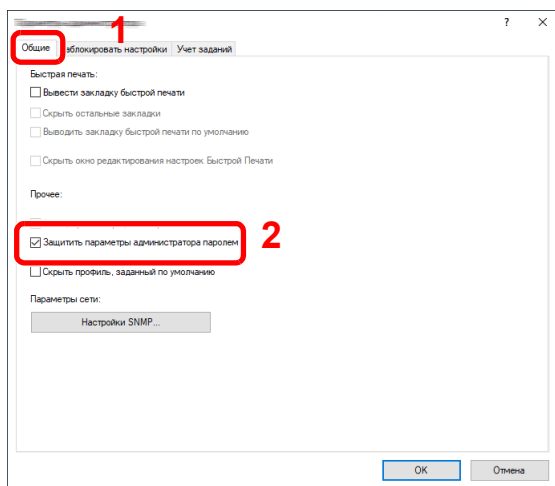 ?
1
Общие
аблокировать настройки
Учет заданий
Быстрая печать:
Вывести закладку быстрой печати
Скрыть остальные закладки
Выводить закладку быстрой печати по умолчанию
Скрыть окно редактирования настроек Быстрой Печати
Прочее:
Защитить параметры администратора паролем
2
Скрыть профиль, заданный по умолчанию
Параметры сети:
Настройки SNMP...
OK
Отмена